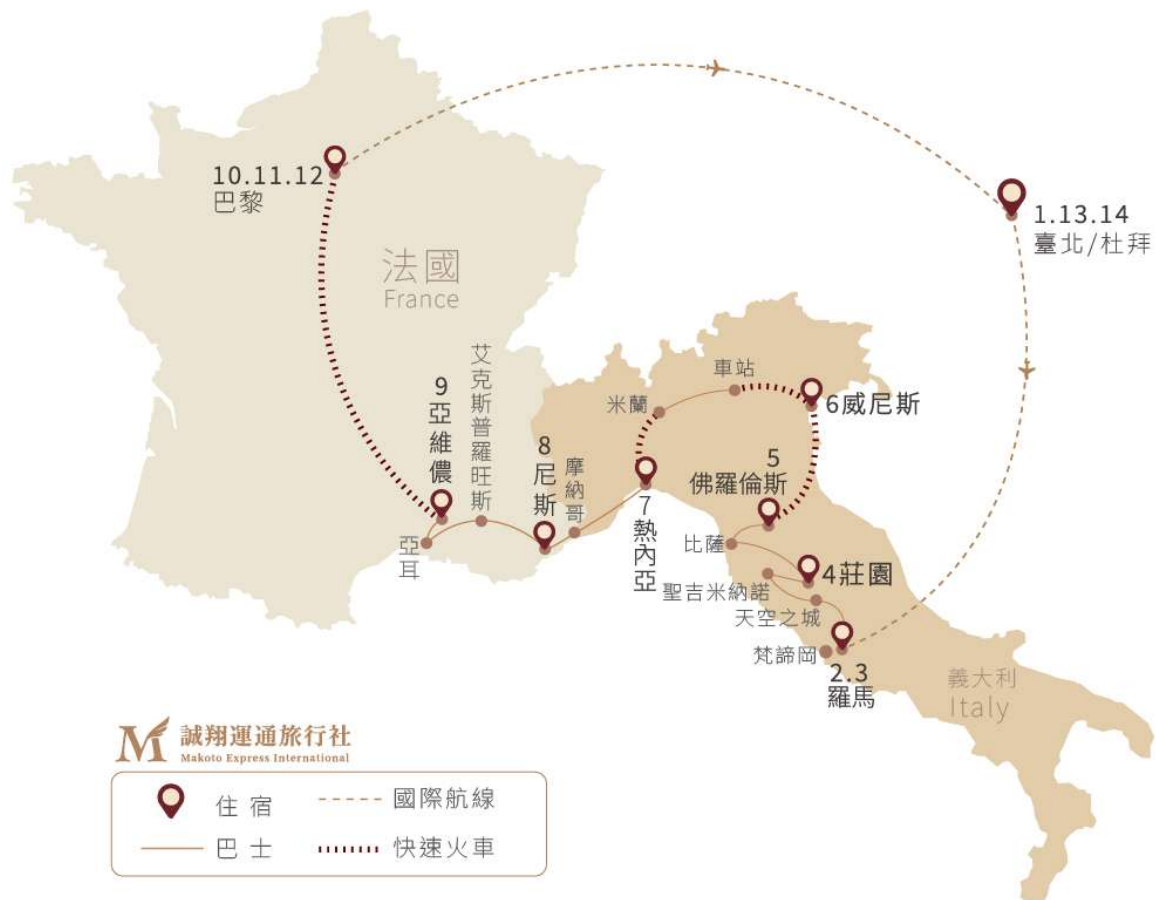 10.11.12
巴黎
1.13.14
臺北/杜拜
法國
France
艾克斯普羅旺斯
9亞維儂
8尼斯
摩納哥
亞耳
車站
米蘭
6威尼斯
5
佛羅倫斯
7熱內亞
比薩
4莊園
聖吉米納諾
天空之城
梵諦岡
2.3
羅馬
義大利
Italy
誠翔運通旅行社
Makoto Express International
住宿
國際航線
巴士
快速火車